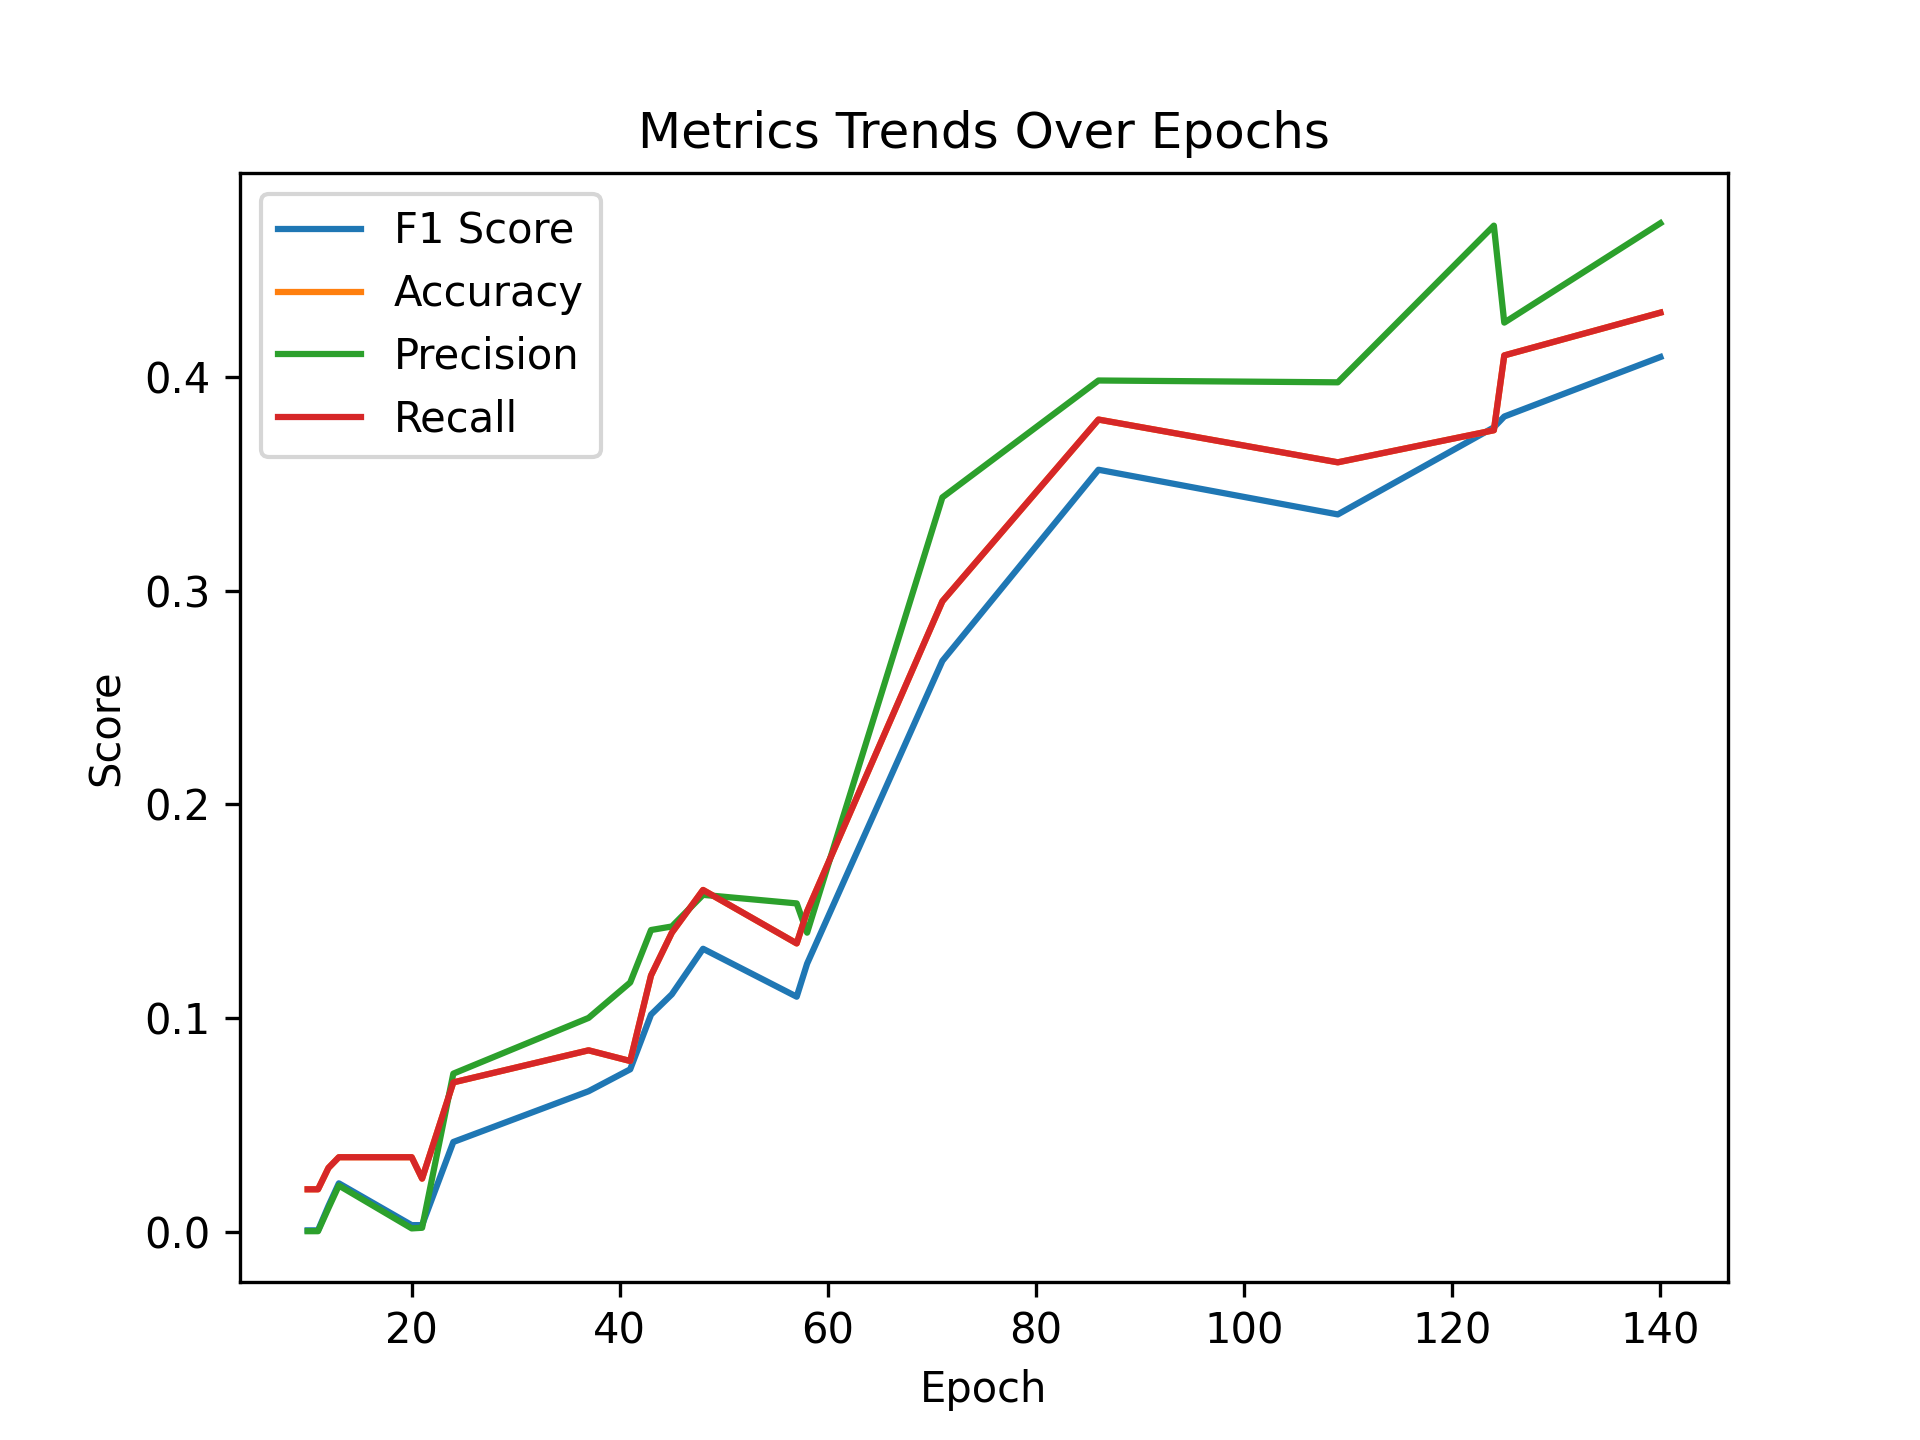 Metrics Trends Over Epochs
F1 Score
Accuracy
Precision
Recall
0.4
0.3
0.2
0.1
0.0
Score
20 40 60 80 100 120 140
Epoch